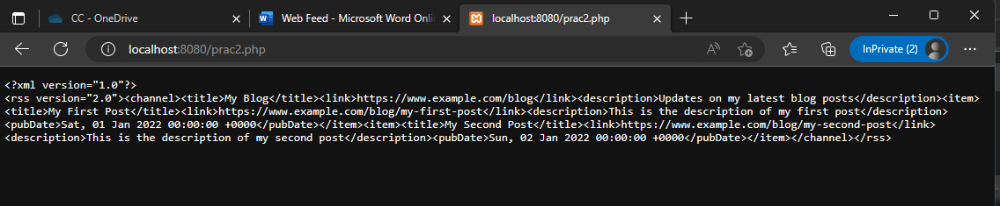 CC - OneDrive
Web Feed - Microsoft Word Onli
localhost:8080/prac2.php
localhost:8080/prac2.php
InPrivate (2)
<?xml version="1.0"?>
<rss version="2.0"><channel><title>My Blog</title><link>https://www.example.com/blog</link><description>Updates on my latest blog posts</description><item>
<title>My First Post</title><link>https://www.example.com/blog/my-first-post</link><description>This is the description of my first post</description>
<pubDate>Sat, 01 Jan 2022 00:00:00 +0000</pubDate></item><item><title>My Second Post</title><link>https://www.example.com/blog/my-second-post</link>
<description>This is the description of my second post</description><pubDate>Sun, 02 Jan 2022 00:00:00 +0000</pubDate></item></channel></rss>